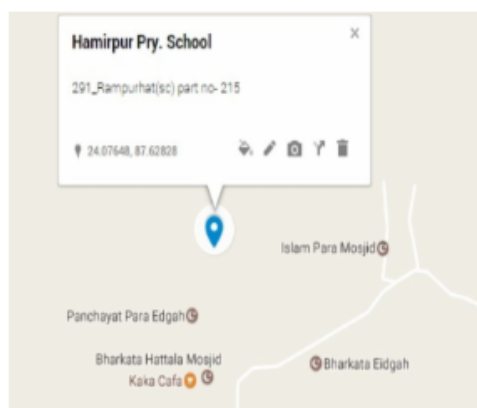 Hamirpur Pry. School
291_Rampurhat(sc) part no- 215
24.07648, 87.62828
Islam Para Mosjid
Panchayat Para Edgah
Bharkata Hattala Mosjid
Kaka Cafa
Bharkata Eidgah